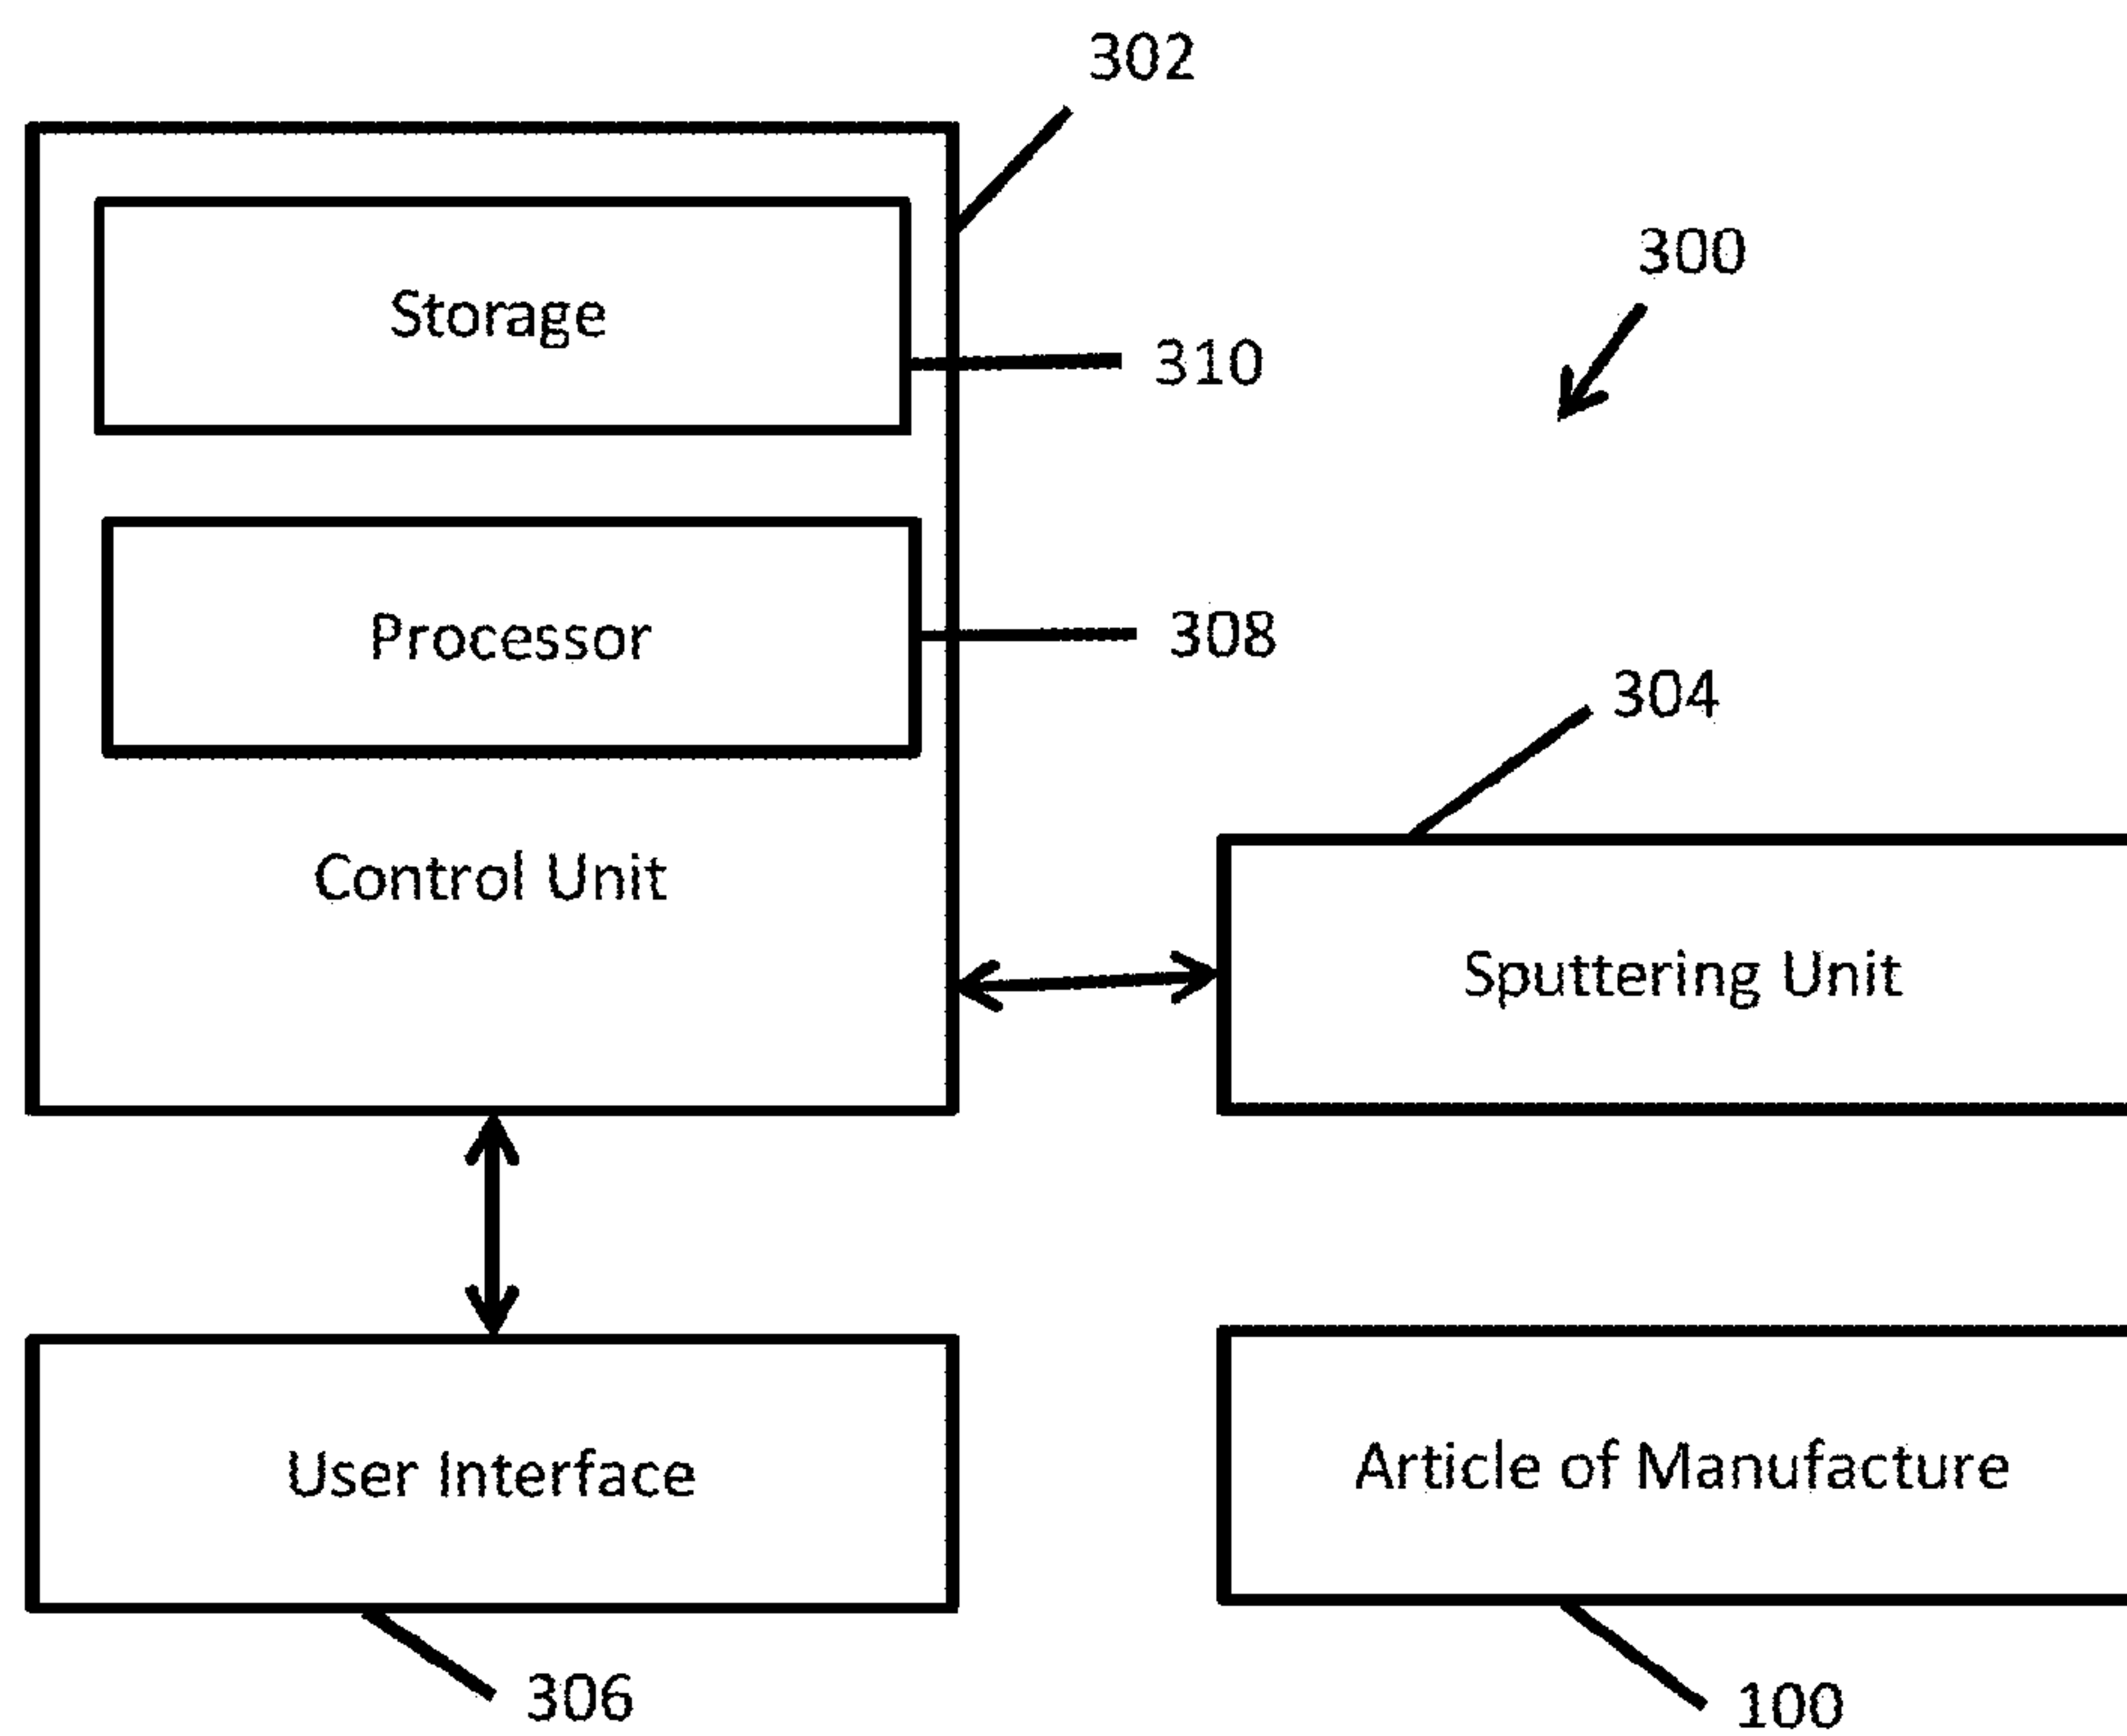 302
300
Storage
310
Processor
308
304
Control Unit
Sputtering Unit
User Interface
Article of Manufacture
306
100